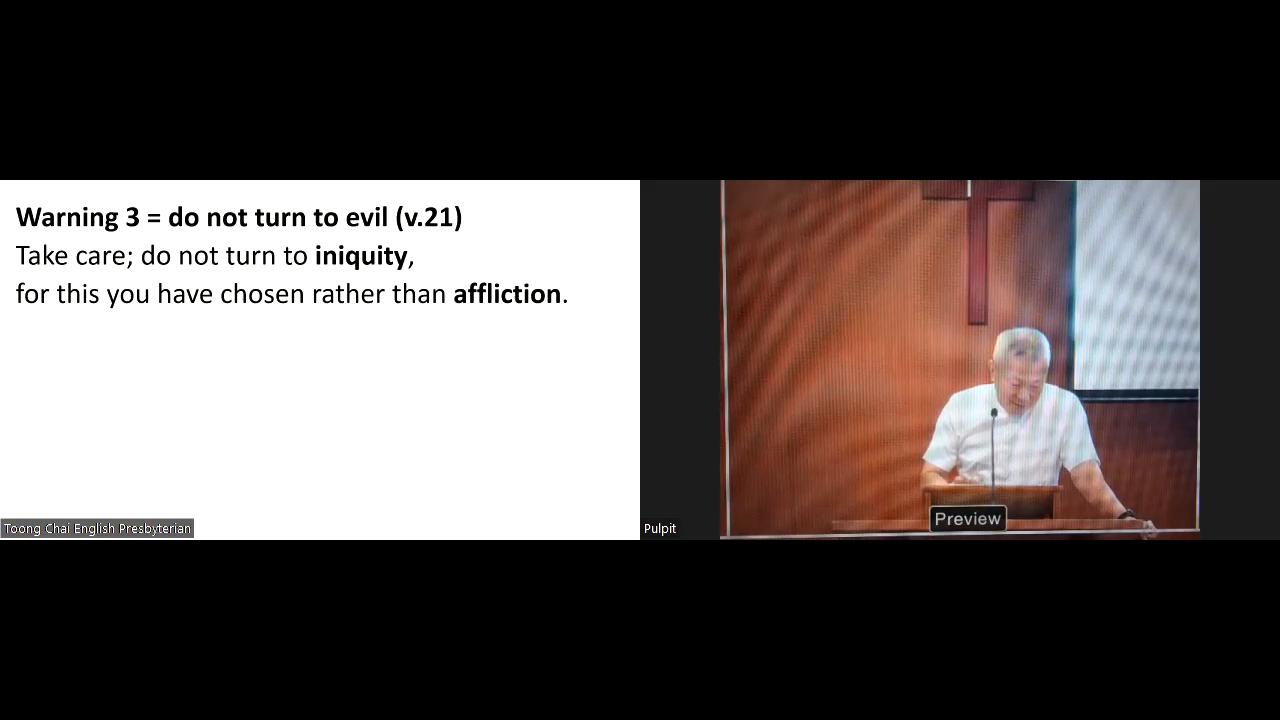 Warning 3 = do not turn to evil (v.21)
Take care; do not turn to iniquity,
for this you have chosen rather than affliction.
Toong Chai English Presbyterian
Pulpit
Preview